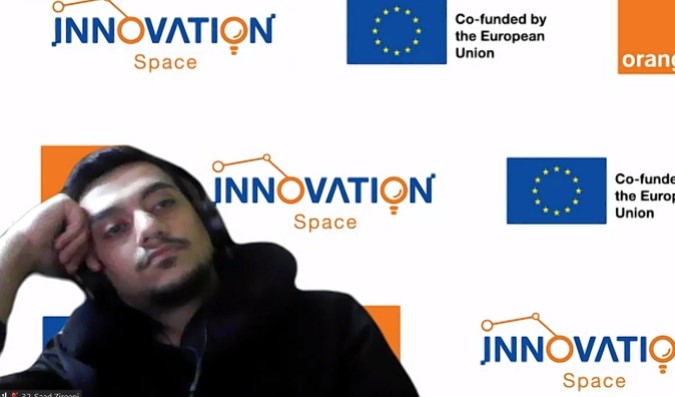 INNOVATION
Space
Co-funded by
the European
Union
orang
INNOVATION
Space
Co-funde
the Europ
Union
INNOVATIO
Space